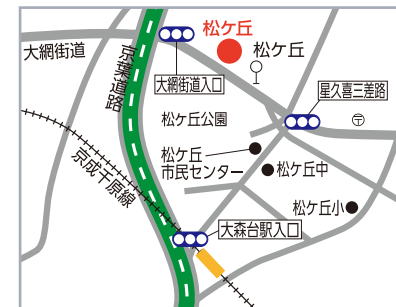 松ケ丘
大網街道
京葉道路
松ケ丘
大網街道入口
星久喜三差路
松ケ丘公園
〒
松ケ丘
市民センター
松ケ丘中
京成千原線
松ケ丘小
大森台駅入口